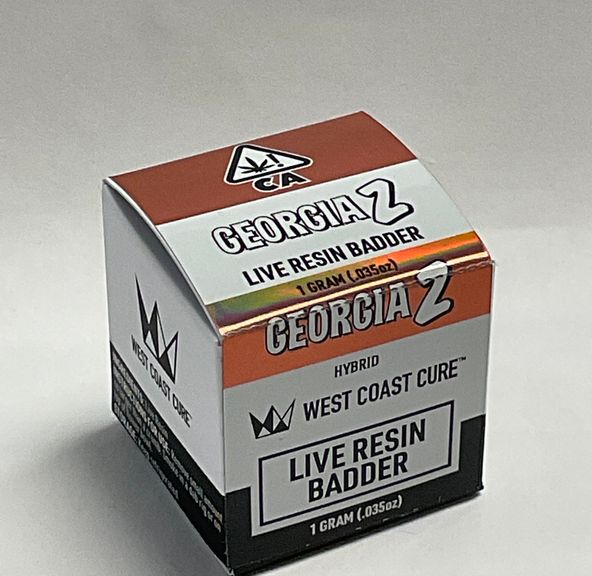 CA
GEORGIA Z
LIVE RESIN BADDER
1 GRAM (.035oz)
GEORGIA Z
HYBRID
WEST COAST CURE™
LIVE RESIN
BADDER
1 GRAM (.035oz)
WEST COAST CURE™